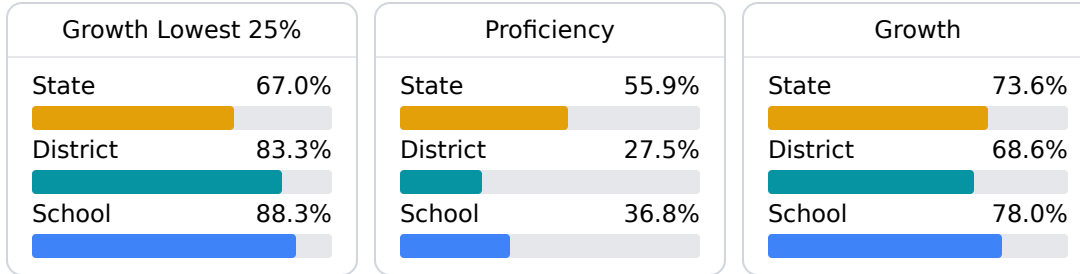 Growth Lowest 25%
State 67.0%
District 83.3%
School 88.3%
Proficiency
State 55.9%
District 27.5%
School 36.8%
Growth
State 73.6%
District 68.6%
School 78.0%